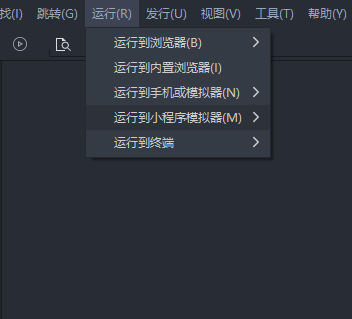 找(I) 跳转(G) 运行(R) 发行(U) 视图(V) 工具(T) 帮助(Y)
运行到浏览器(B)
运行到内置浏览器(I)
运行到手机或模拟器(N)
运行到小程序模拟器(M)
运行到终端